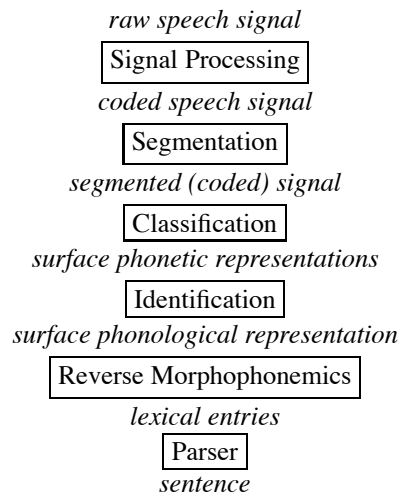 raw speech signal
Signal Processing
coded speech signal
Segmentation
segmented (coded) signal
Classification
surface phonetic representations
Identification
surface phonological representation
Reverse Morphophonemics
lexical entries
Parser
sentence